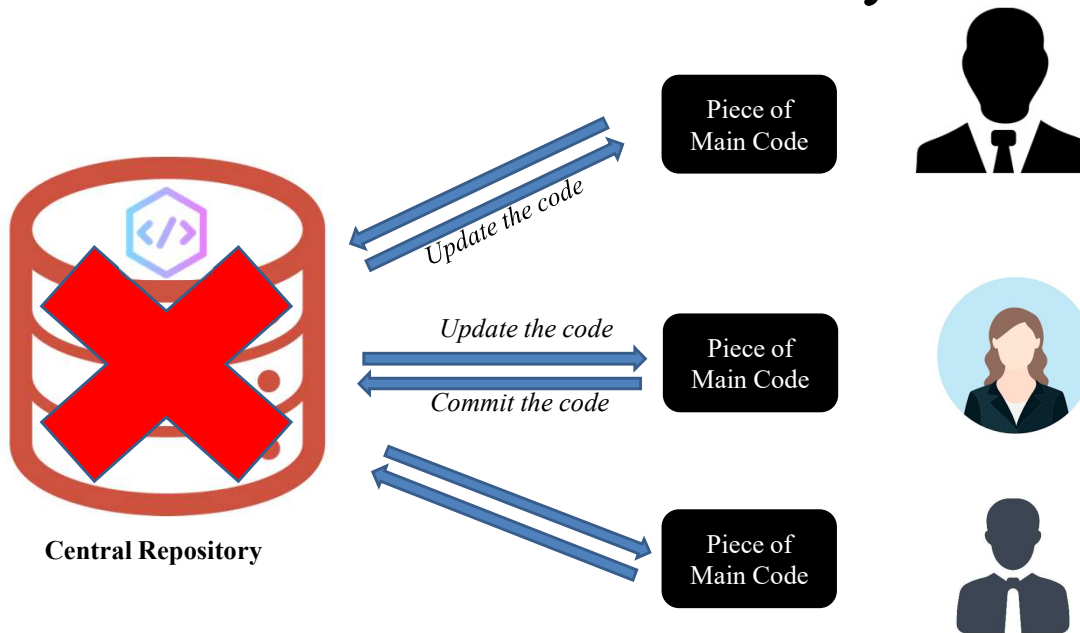 Piece of
Main Code
Update the code
</>
Update the code
Piece of
Main Code
Commit the code
Central Repository
Piece of
Main Code